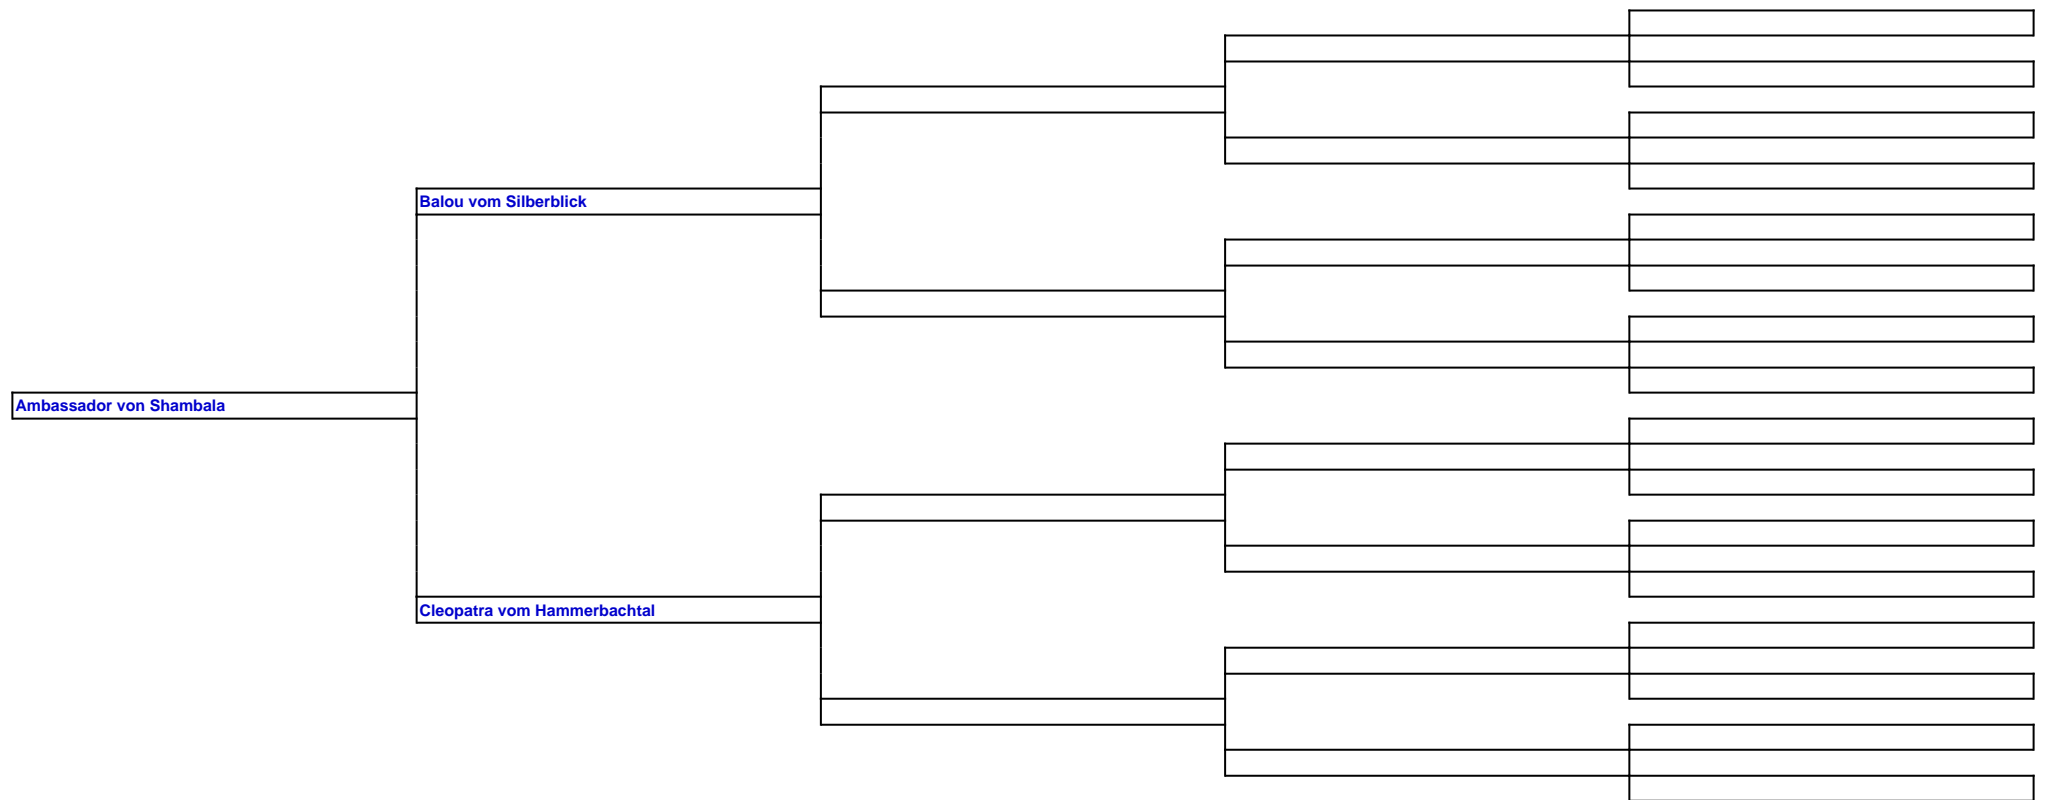 Balou vom Silberblick
Ambassador von Shambala
Cleopatra vom Hammerbachtal